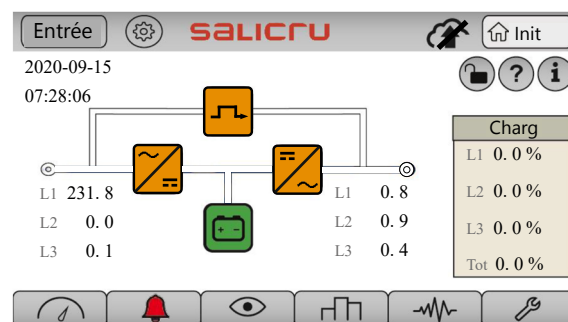 Entrée
SALICRU
Init
2020-09-15
07:28:06
?
i
L1 231. 8
L2 0. 0
L3 0. 1
L1 0. 8
L2 0. 9
L3 0. 4
Charg
L1 0. 0 %
L2 0. 0 %
L3 0. 0 %
Tot 0. 0 %